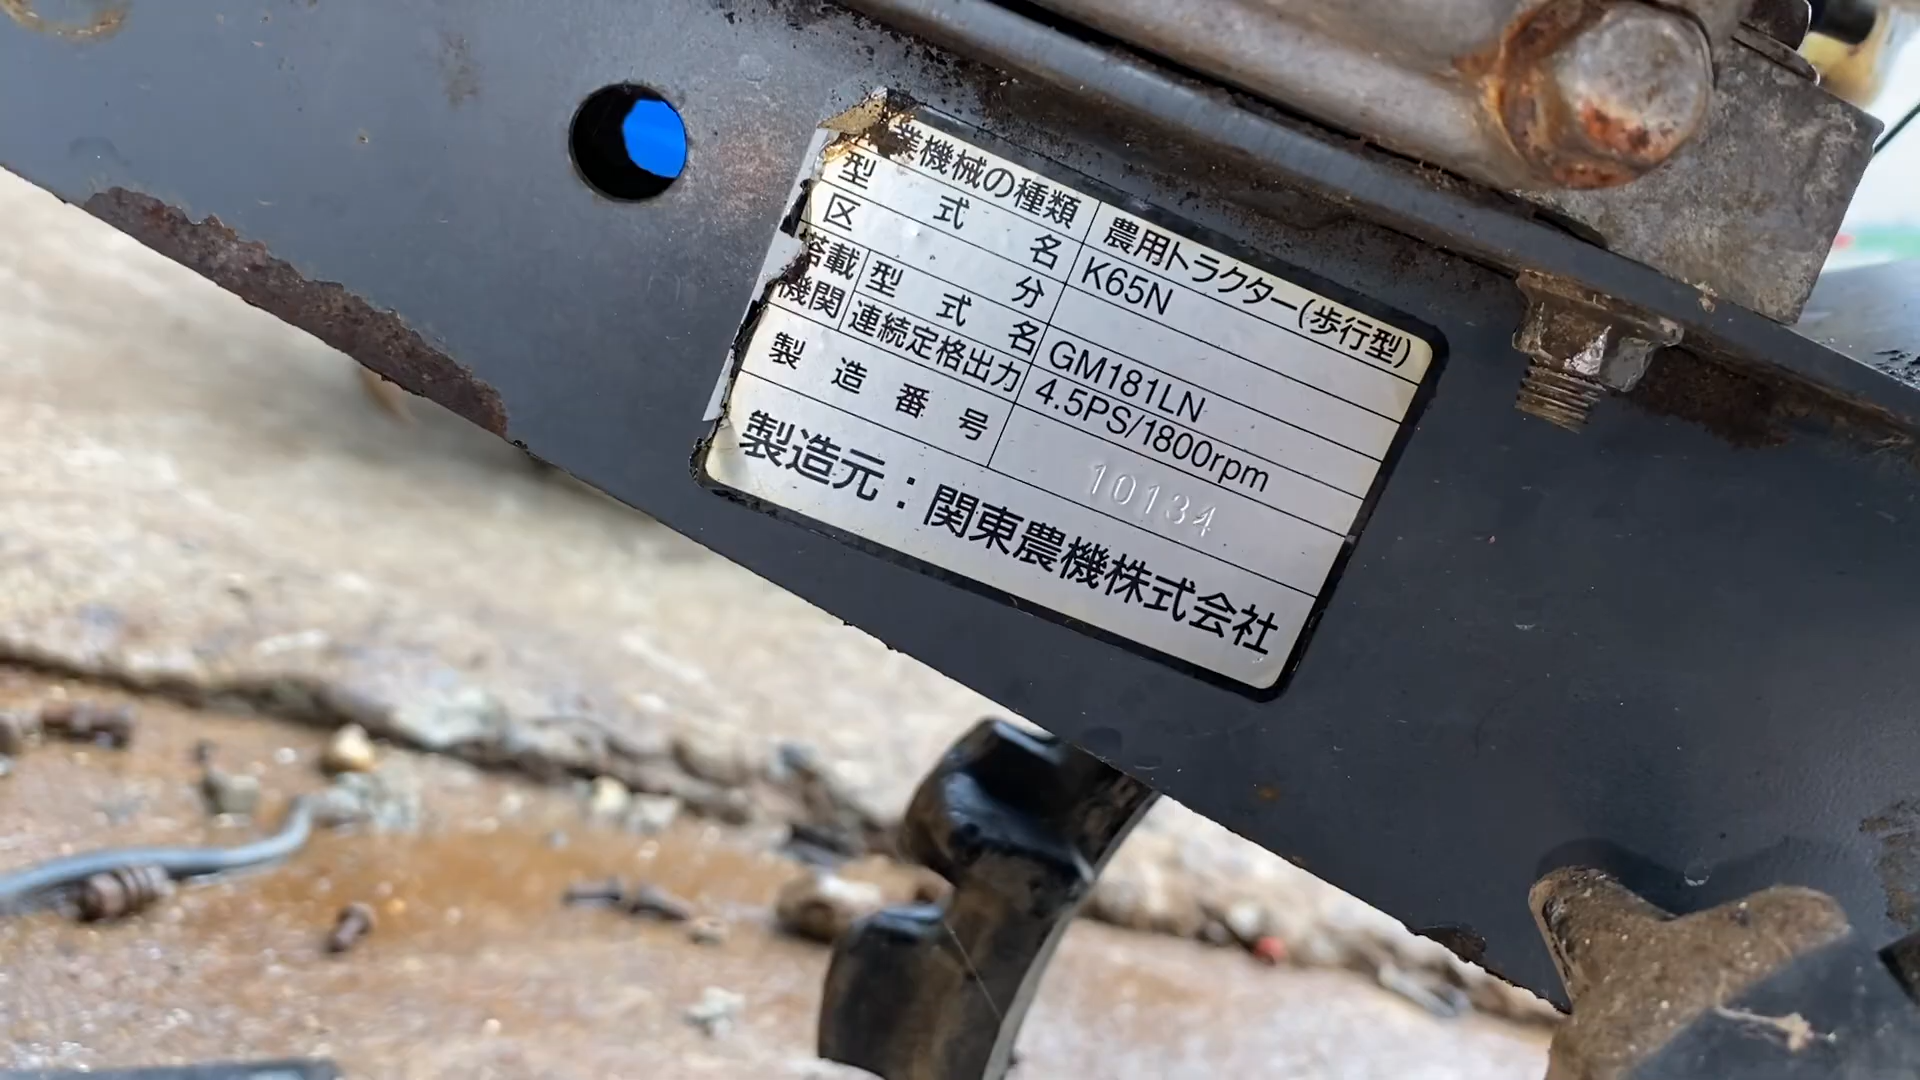 業機械の種類 農用トラクター(歩行型)
型式名 K65N
区分
搭載機関 型式名 GM181LN
連続定格出力 4.5PS/1800rpm
製造番号 10134
製造元：関東農機株式会社